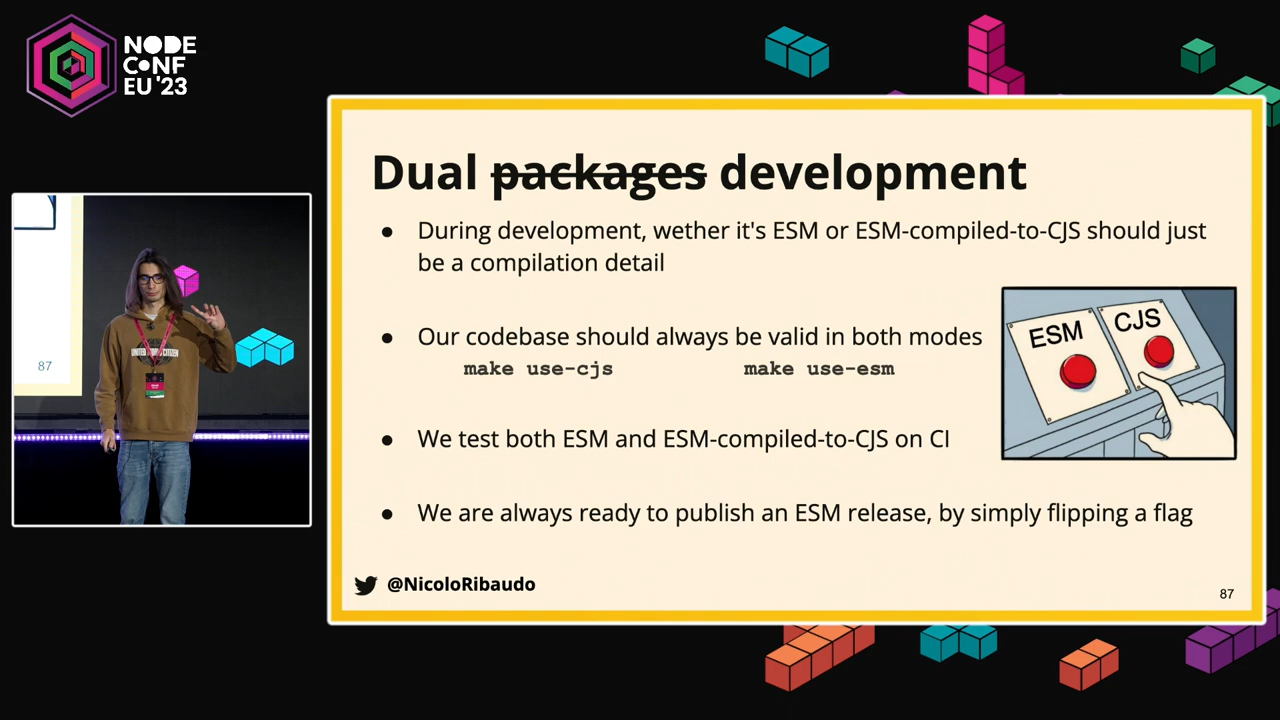 NODE
CONF
EU '23
Dual packages development
● During development, wether it's ESM or ESM-compiled-to-CJS should just
be a compilation detail
● Our codebase should always be valid in both modes
make use-cjs make use-esm
ESM CJS
● We test both ESM and ESM-compiled-to-CJS on CI
● We are always ready to publish an ESM release, by simply flipping a flag
@NicoloRibaudo
87
87